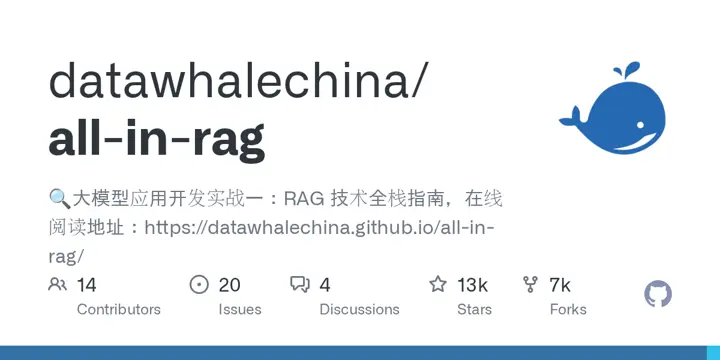 datawhalechina/
all-in-rag
🔍大模型应用开发实战一：RAG 技术全栈指南，在线
阅读地址：https://datawhalechina.github.io/all-in-
rag/
14 20 4 13k 7k
Contributors Issues Discussions Stars Forks